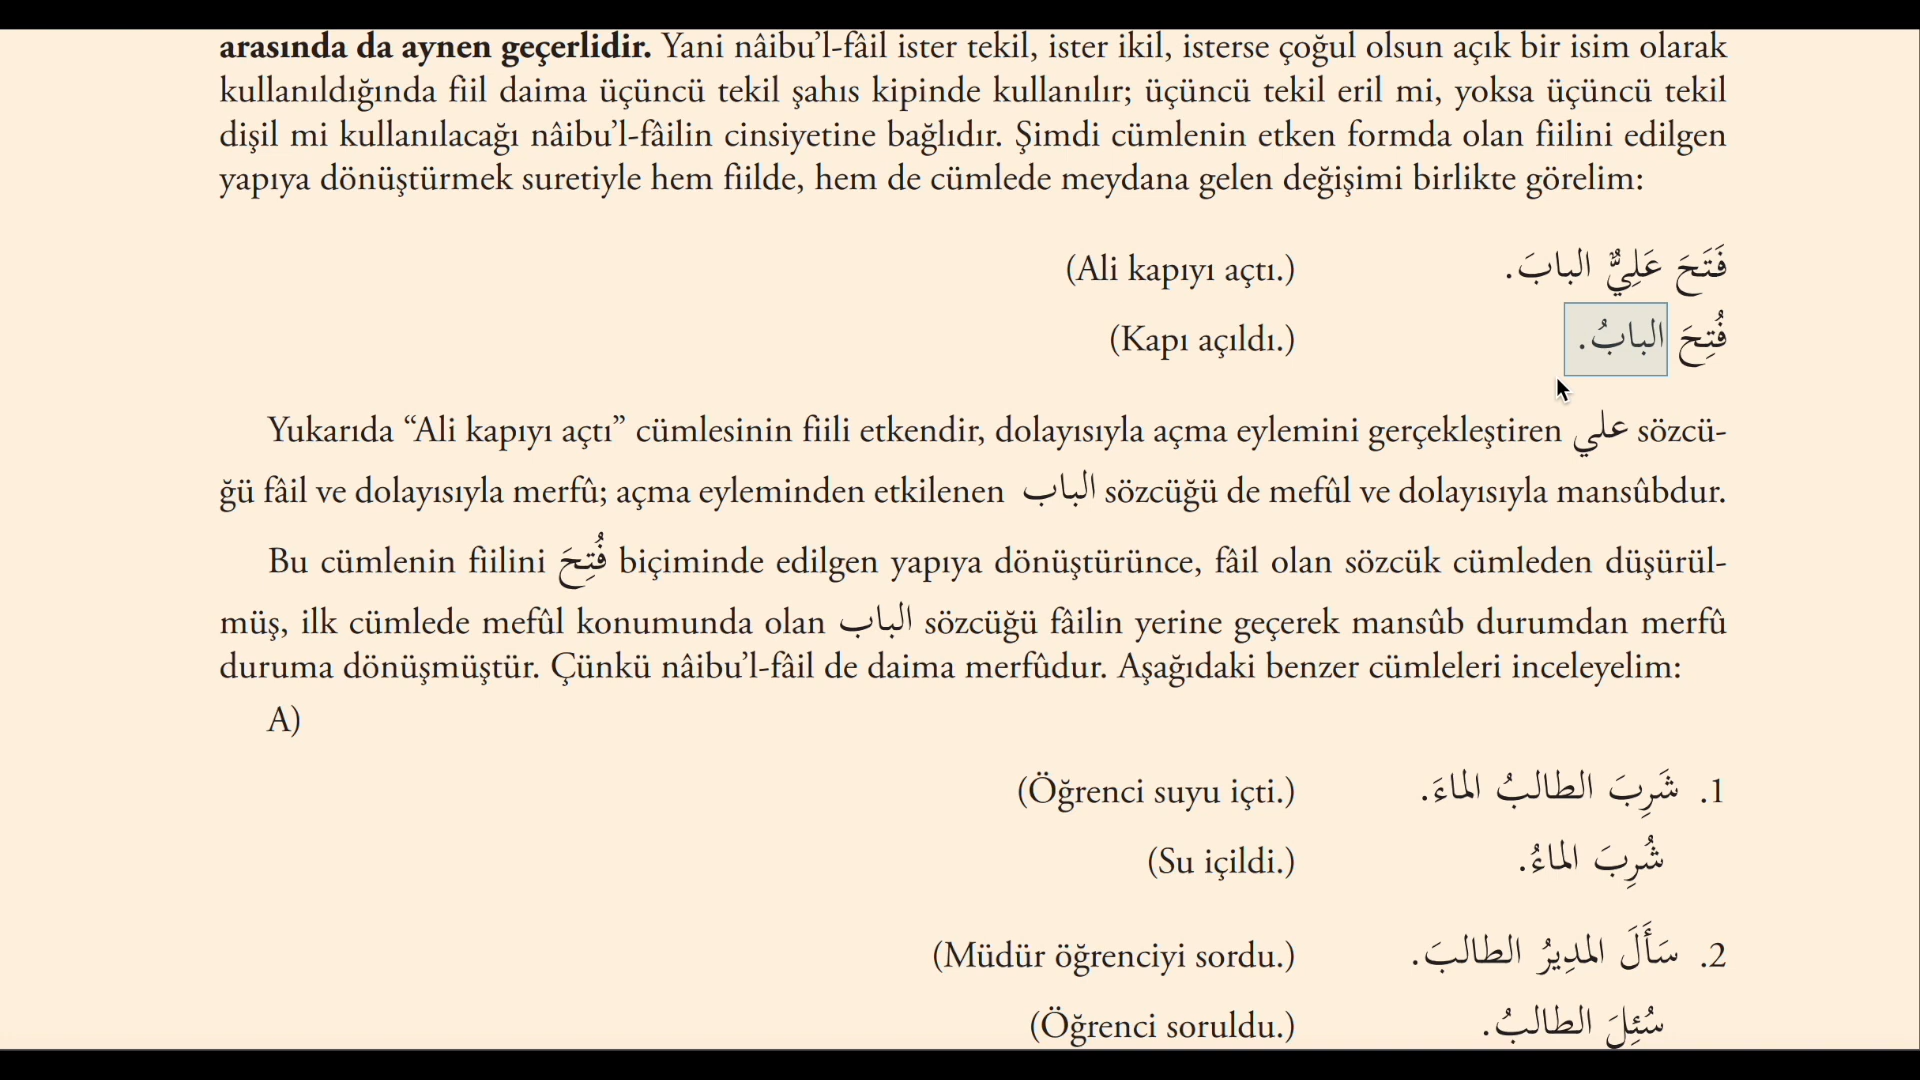 arasında da aynen geçerlidir. Yani nâibu’l-fâil ister tekil, ister ikil, isterse çoğul olsun açık bir isim olarak
kullanıldığında fiil daima üçüncü tekil şahıs kipinde kullanılır; üçüncü tekil eril mi, yoksa üçüncü tekil
dişil mi kullanılacağı nâibu’l-fâilin cinsiyetine bağlıdır. Şimdi cümlenin etken formda olan fiilini edilgen
yapıya dönüştürmek suretiyle hem fiilde, hem de cümlede meydana gelen değişimi birlikte görelim:
(Ali kapıyı açtı.) فَتَحَ عَلِيٌّ البابَ.
(Kapı açıldı.) فُتِحَ البابُ.
Yukarıda “Ali kapıyı açtı” cümlesinin fiili etkendir, dolayısıyla açma eylemini gerçekleştiren علي sözcü-
ğü fâil ve dolayısıyla merfû; açma eyleminden etkilenen الباب sözcüğü de mefûl ve dolayısıyla mansûbdur.
Bu cümlenin fiilini فُتِحَ biçiminde edilgen yapıya dönüştürünce, fâil olan sözcük cümleden düşürül-
müş, ilk cümlede mefûl konumunda olan الباب sözcüğü fâilin yerine geçerek mansûb durumdan merfû
duruma dönüşmüştür. Çünkü nâibu’l-fâil de daima merfûdur. Aşağıdaki benzer cümleleri inceleyelim:
A)
(Öğrenci suyu içti.) 1. شَرِبَ الطالبُ الماءَ.
(Su içildi.) شُرِبَ الماءُ.
(Müdür öğrenciyi sordu.) 2. سَأَلَ المدِيرُ الطالبَ.
(Öğrenci soruldu.) سُئِلَ الطالبُ.